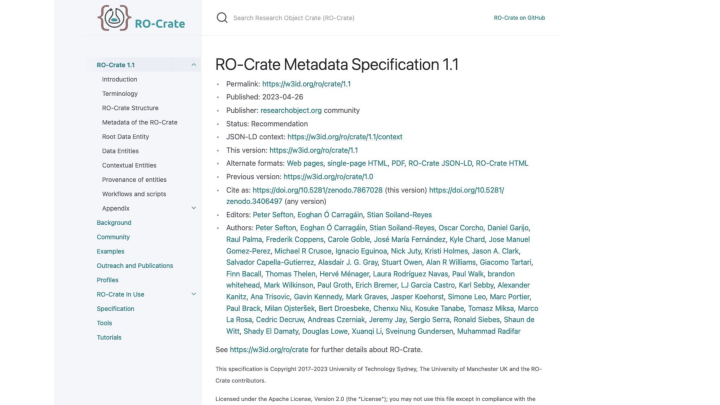 RO-Crate
Search Research Object Crate (RO-Crate)
RO-Crate on GitHub
RO-Crate 1.1
Introduction
Terminology
RO-Crate Structure
Metadata of the RO-Crate
Root Data Entity
Data Entities
Contextual Entities
Provenance of entities
Workflows and scripts
Appendix
Background
Community
Examples
Outreach and Publications
Profiles
RO-Crate In Use
Specification
Tools
Tutorials
RO-Crate Metadata Specification 1.1
Permalink: https://w3id.org/ro/crate/1.1
Published: 2023-04-26
Publisher: researchobject.org community
Status: Recommendation
JSON-LD context: https://w3id.org/ro/crate/1.1/context
This version: https://w3id.org/ro/crate/1.1
Alternate formats: Web pages, single-page HTML, PDF, RO-Crate JSON-LD, RO-Crate HTML
Previous version: https://w3id.org/ro/crate/1.0
Cite as: https://doi.org/10.5281/zenodo.7867028 (this version) https://doi.org/10.5281/
zenodo.3406497 (any version)
Editors: Peter Sefton, Eoghan Ó Carragáin, Stian Soiland-Reyes
Authors: Peter Sefton, Eoghan Ó Carragáin, Stian Soiland-Reyes, Oscar Corcho, Daniel Garijo,
Raul Palma, Frederik Coppens, Carole Goble, José María Fernández, Kyle Chard, Jose Manuel
Gomez-Perez, Michael R Crusoe, Ignacio Eguinoa, Nick Juty, Kristi Holmes, Jason A. Clark,
Salvador Capella-Gutierrez, Alasdair J. G. Gray, Stuart Owen, Alan R Williams, Giacomo Tartari,
Finn Bacall, Thomas Thelen, Hervé Ménager, Laura Rodríguez Navas, Paul Walk, brandon
whitehead, Mark Wilkinson, Paul Groth, Erich Bremer, LJ Garcia Castro, Karl Sebby, Alexander
Kanitz, Ana Trisovic, Gavin Kennedy, Mark Graves, Jasper Koehorst, Simone Leo, Marc Portier,
Paul Brack, Milan Ojsteršek, Bert Droesbeke, Chenxu Niu, Kosuke Tanabe, Tomasz Miksa, Marco
La Rosa, Cedric Decruw, Andreas Czerniak, Jeremy Jay, Sergio Serra, Ronald Siebes, Shaun de
Witt, Shady El Damaty, Douglas Lowe, Xuanqi Li, Sveinung Gundersen, Muhammad Radifar
See https://w3id.org/ro/crate for further details about RO-Crate.
This specification is Copyright 2017-2023 University of Technology Sydney, The University of Manchester UK and the RO-
Crate contributors.
Licensed under the Apache License, Version 2.0 (the "License"); you may not use this file except in compliance with the